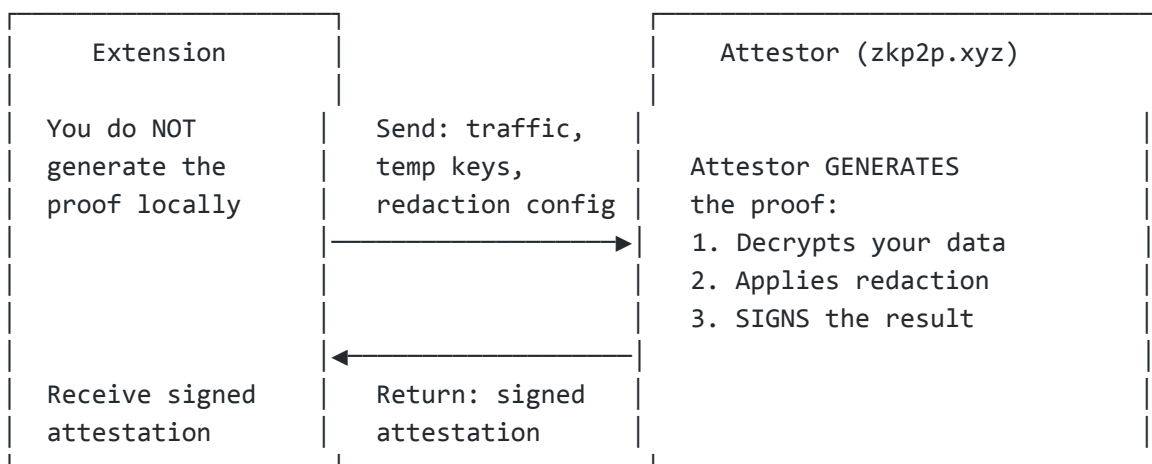 Extension
Attestor (zkp2p.xyz)
You do NOT
generate the
proof locally
Send: traffic,
temp keys,
redaction config
Attestor GENERATES
the proof:
1. Decrypts your data
2. Applies redaction
3. SIGNS the result
Receive signed
attestation
Return: signed
attestation